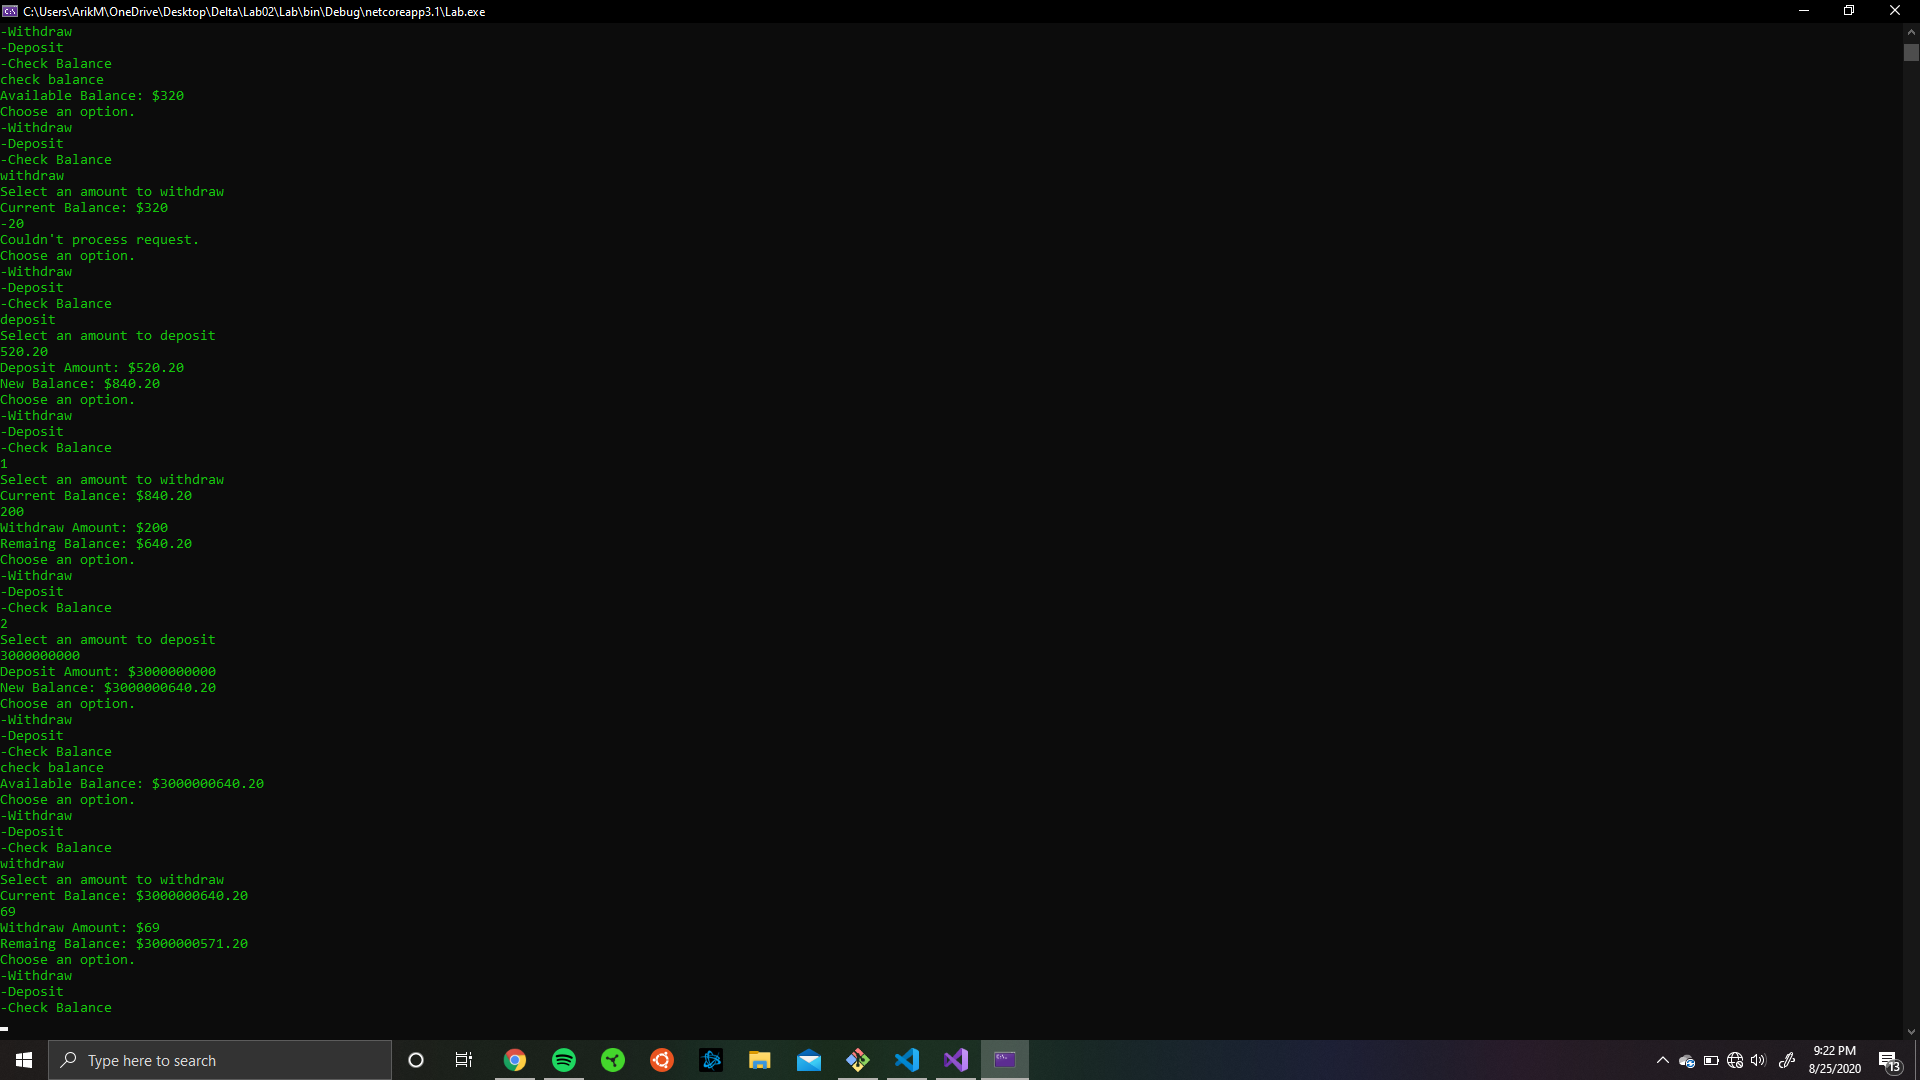 C:\Users\ArikM\OneDrive\Desktop\Delta\Lab02\Lab\bin\Debug\netcoreapp3.1\Lab.exe
-Withdraw
-Deposit
-Check Balance
check balance
Available Balance: $320
Choose an option.
-Withdraw
-Deposit
-Check Balance
withdraw
Select an amount to withdraw
Current Balance: $320
-20
Couldn't process request.
Choose an option.
-Withdraw
-Deposit
-Check Balance
deposit
Select an amount to deposit
520.20
Deposit Amount: $520.20
New Balance: $840.20
Choose an option.
-Withdraw
-Deposit
-Check Balance
1
Select an amount to withdraw
Current Balance: $840.20
200
Withdraw Amount: $200
Remaing Balance: $640.20
Choose an option.
-Withdraw
-Deposit
-Check Balance
2
Select an amount to deposit
3000000000
Deposit Amount: $3000000000
New Balance: $3000000640.20
Choose an option.
-Withdraw
-Deposit
-Check Balance
check balance
Available Balance: $3000000640.20
Choose an option.
-Withdraw
-Deposit
-Check Balance
withdraw
Select an amount to withdraw
Current Balance: $3000000640.20
69
Withdraw Amount: $69
Remaing Balance: $3000000571.20
Choose an option.
-Withdraw
-Deposit
-Check Balance
Type here to search
9:22 PM
8/25/2020
13